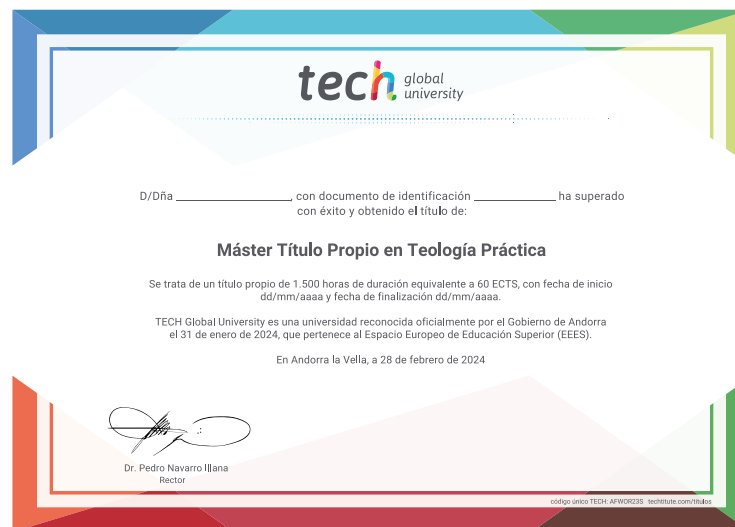 tech global
university
D/Dña ____________, con documento de identificación ____________ ha superado
con éxito y obtenido el título de:
Máster Título Propio en Teología Práctica
Se trata de un título propio de 1.500 horas de duración equivalente a 60 ECTS, con fecha de inicio
dd/mm/aaaa y fecha de finalización dd/mm/aaaa.
TECH Global University es una universidad reconocida oficialmente por el Gobierno de Andorra
el 31 de enero de 2024, que pertenece al Espacio Europeo de Educación Superior (EEES).
En Andorra la Vella, a 28 de febrero de 2024
Dr. Pedro Navarro Illana
Rector
código único TECH: AFWOR23S techtitute.com/titulos